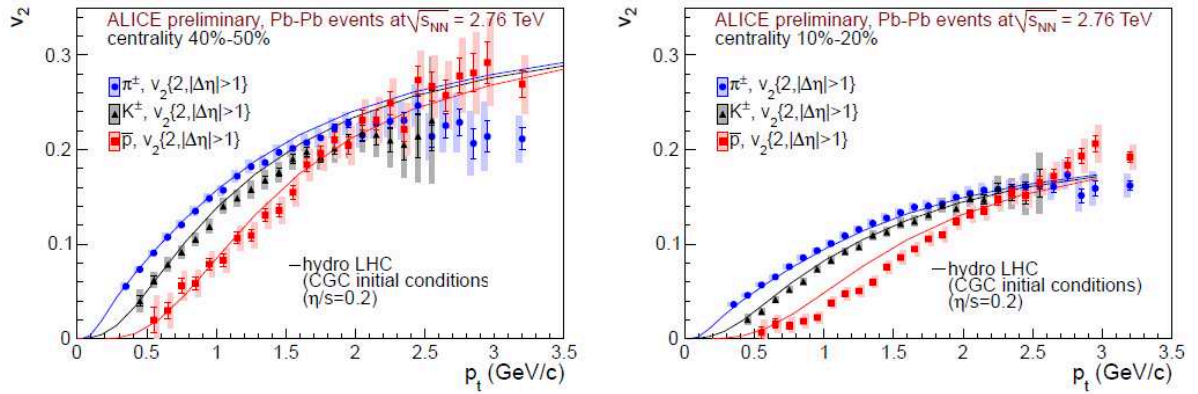 v₂
ALICE preliminary, Pb-Pb events at √s_NN = 2.76 TeV
centrality 40%-50%
0.3
π±, v₂{2,|Δη|>1}
K±, v₂{2,|Δη|>1}
p̅, v₂{2,|Δη|>1}
0.2
0.1
hydro LHC
(CGC initial conditions
(η/s=0.2)
0
0 0.5 1 1.5 2 2.5 3 3.5
p_t (GeV/c)
v₂
ALICE preliminary, Pb-Pb events at √s_NN = 2.76 TeV
centrality 10%-20%
0.3
π±, v₂{2,|Δη|>1}
K±, v₂{2,|Δη|>1}
p̅, v₂{2,|Δη|>1}
0.2
0.1
hydro LHC
(CGC initial conditions)
(η/s=0.2)
0
0 0.5 1 1.5 2 2.5 3 3.5
p_t (GeV/c)